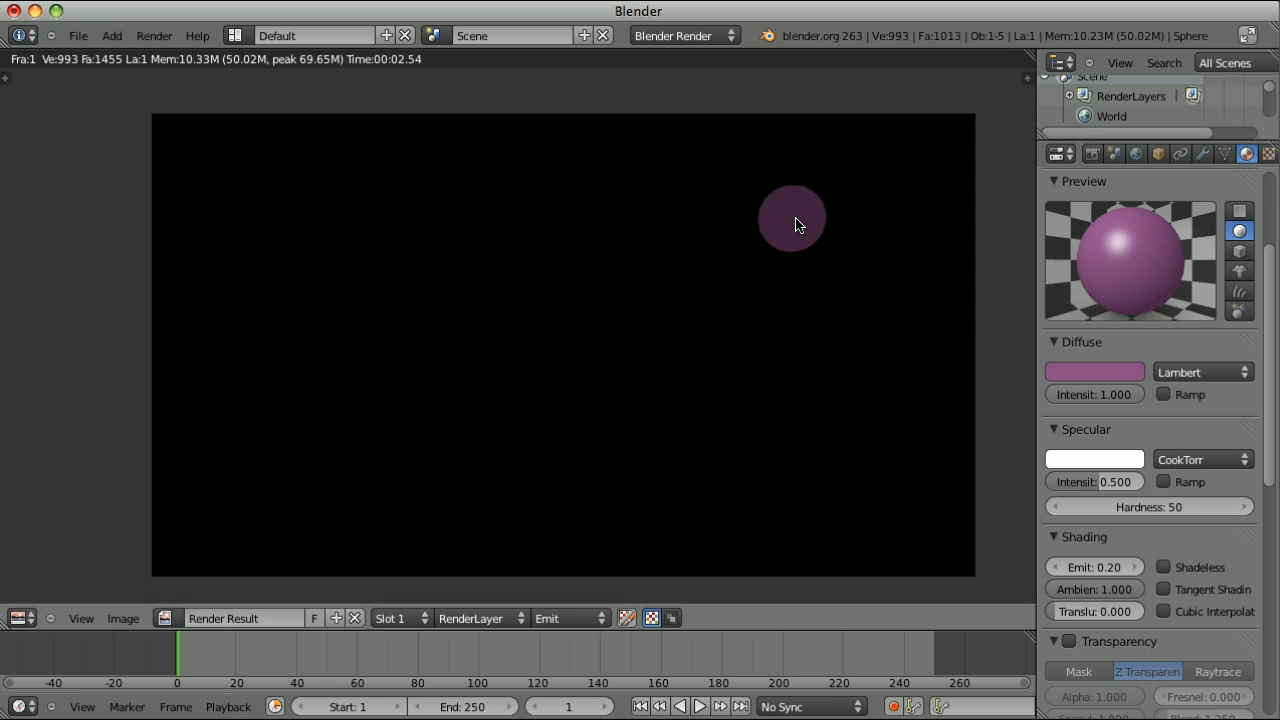 Blender
File Add Render Help Default Scene Blender Render blender.org 263 | Ve:993 | Fa:1013 | Ob:1-5 | La:1 | Mem:10.23M (50.02M) | Sphere
Fra:1 Ve:993 Fa:1455 La:1 Mem:10.33M (50.02M, peak 69.65M) Time:00:02.54
View Search All Scenes
Scene
RenderLayers |
World
Preview
Diffuse
Lambert
Intensit: 1.000 Ramp
Specular
CookTorr
Intensit: 0.500 Ramp
Hardness: 50
Shading
Emit: 0.20 Shadeless
Ambien: 1.000 Tangent Shadin
Translu: 0.000 Cubic Interpolat
Transparency
Mask Z Transparen Raytrace
Alpha: 1.000 Fresnel: 0.000
View Image Render Result F Slot 1 RenderLayer Emit
-40 -20 0 20 40 60 80 100 120 140 160 180 200 220 240 260
View Marker Frame Playback Start: 1 End: 250 1 No Sync